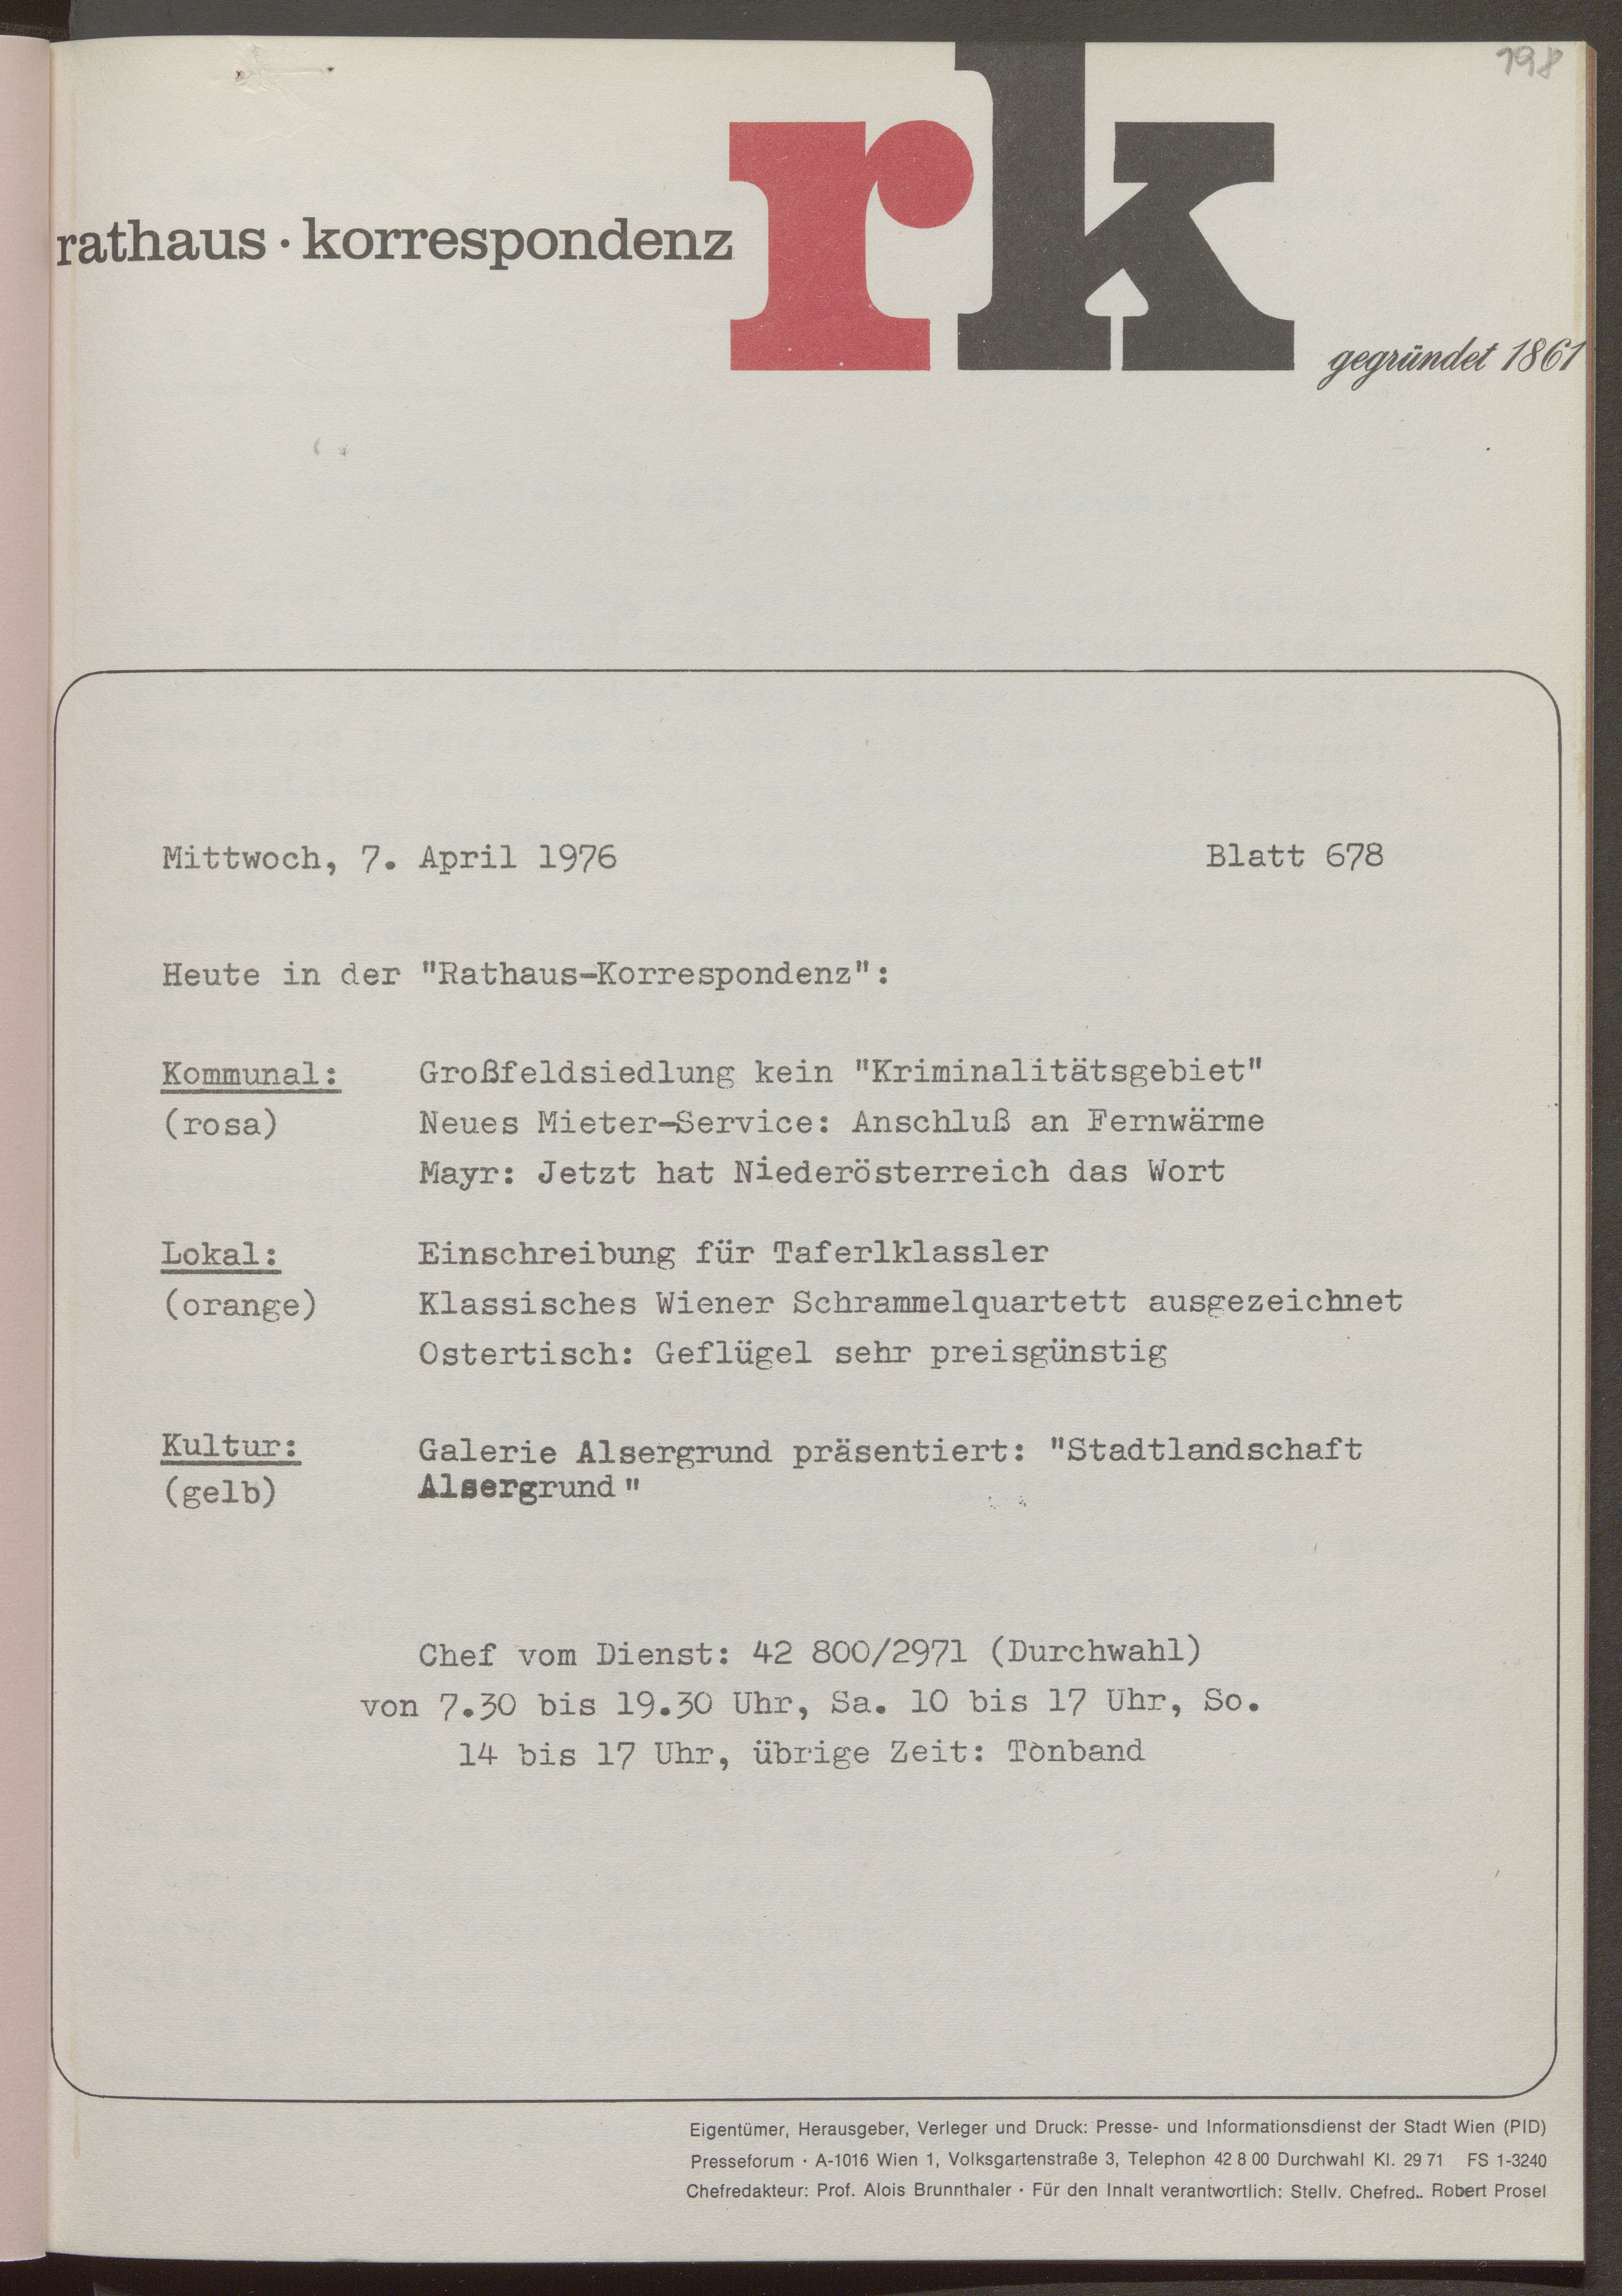 198
rk
rathaus · korrespondenz
gegründet 1861
Mittwoch, 7. April 1976 Blatt 678
Heute in der "Rathaus-Korrespondenz":
Kommunal: Großfeldsiedlung kein "Kriminalitätsgebiet"
(rosa) Neues Mieter-Service: Anschluß an Fernwärme
Mayr: Jetzt hat Niederösterreich das Wort
Lokal: Einschreibung für Taferlklassler
(orange) Klassisches Wiener Schrammelquartett ausgezeichnet
Ostertisch: Geflügel sehr preisgünstig
Kultur: Galerie Alsergrund präsentiert: "Stadtlandschaft
(gelb) Alsergrund"
Chef vom Dienst: 42 800/2971 (Durchwahl)
von 7.30 bis 19.30 Uhr, Sa. 10 bis 17 Uhr, So.
14 bis 17 Uhr, übrige Zeit: Tonband
Eigentümer, Herausgeber, Verleger und Druck: Presse- und Informationsdienst der Stadt Wien (PID)
Presseforum · A-1016 Wien 1, Volksgartenstraße 3, Telephon 42 8 00 Durchwahl Kl. 29 71 FS 1-3240
Chefredakteur: Prof. Alois Brunnthaler · Für den Inhalt verantwortlich: Stellv. Chefred.. Robert Prosel